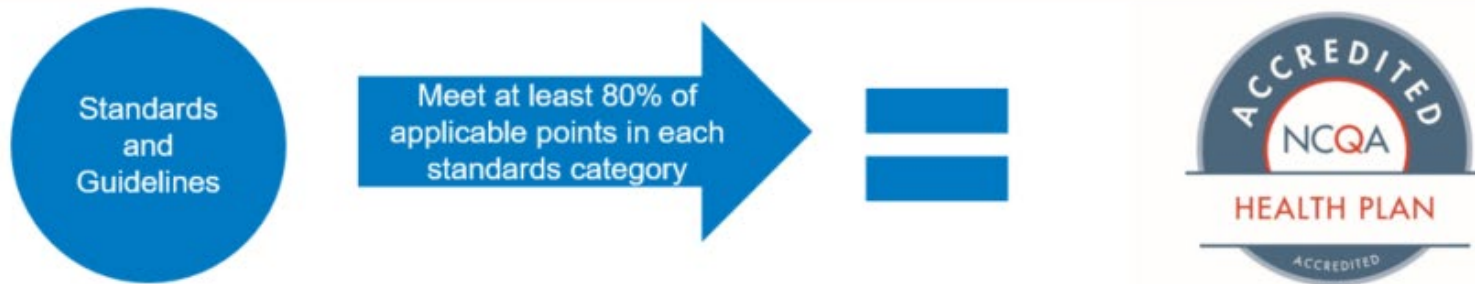 Standards
and
Guidelines
Meet at least 80% of
applicable points in each
standards category
ACCREDITED
NCQA
HEALTH PLAN
ACCREDITED